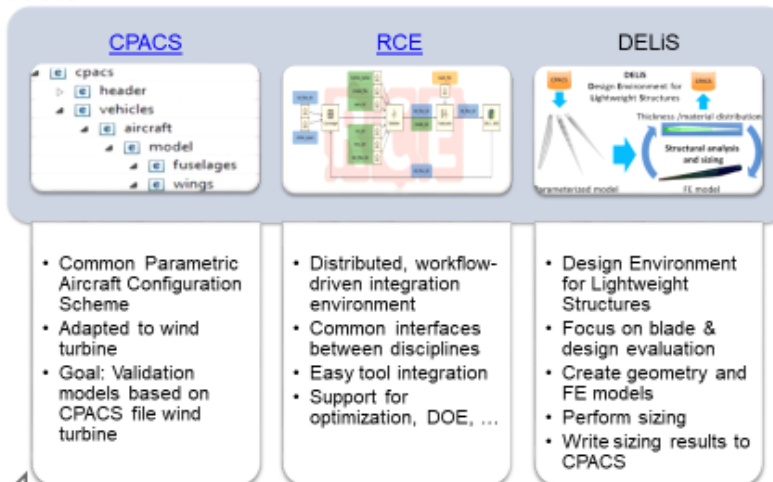 CPACS
cpacs
header
vehicles
aircraft
model
fuselages
wings
• Common Parametric
Aircraft Configuration
Scheme
• Adapted to wind
turbine
• Goal: Validation
models based on
CPACS file wind
turbine
RCE
RCE
• Distributed, workflow-
driven integration
environment
• Common interfaces
between disciplines
• Easy tool integration
• Support for
optimization, DOE, …
DELiS
CPACS
DELiS
Design Environment for
Lightweight Structures
CPACS
Thickness /material distribution
Structural analysis
and sizing
Parameterized model
FE model
• Design Environment
for Lightweight
Structures
• Focus on blade &
design evaluation
• Create geometry and
FE models
• Perform sizing
• Write sizing results to
CPACS